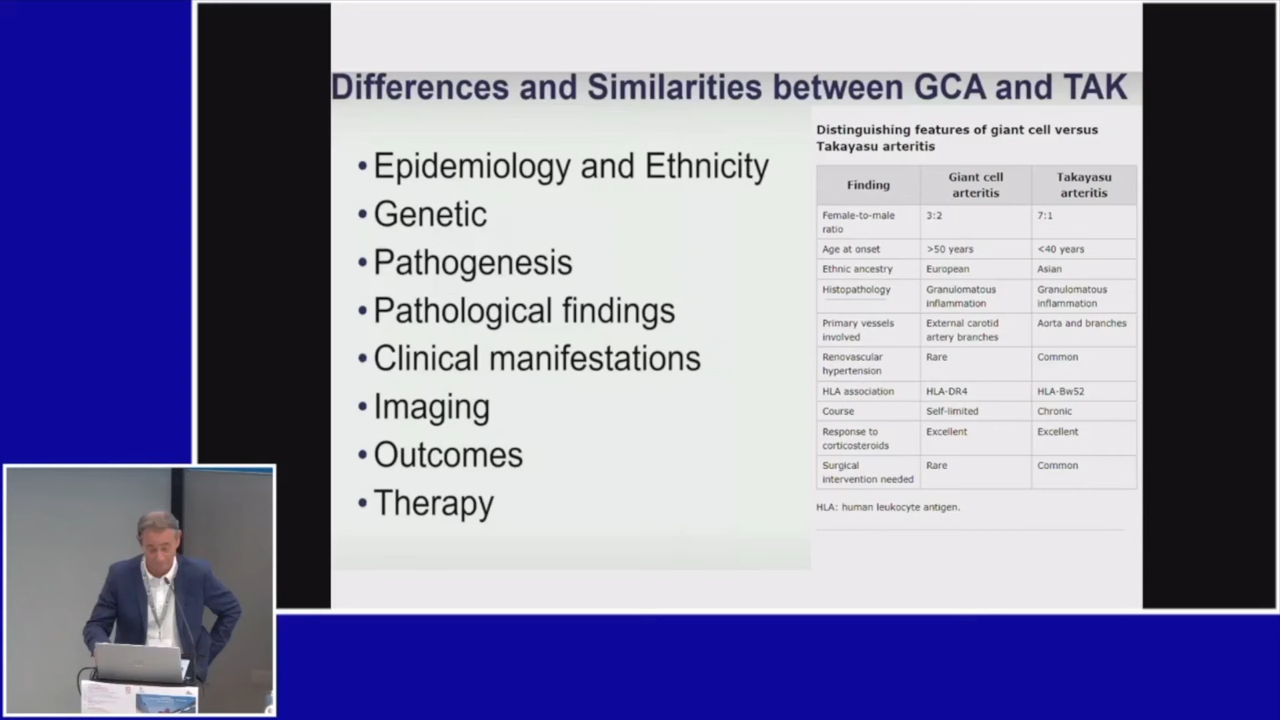 Differences and Similarities between GCA and TAK
• Epidemiology and Ethnicity
• Genetic
• Pathogenesis
• Pathological findings
• Clinical manifestations
• Imaging
• Outcomes
• Therapy
Distinguishing features of giant cell versus
Takayasu arteritis
Finding
Giant cell
arteritis
Takayasu
arteritis
Female-to-male
ratio
3:2
7:1
Age at onset
>50 years
<40 years
Ethnic ancestry
European
Asian
Histopathology
Granulomatous
inflammation
Granulomatous
inflammation
Primary vessels
involved
External carotid
artery branches
Aorta and branches
Renovascular
hypertension
Rare
Common
HLA association
HLA-DR4
HLA-Bw52
Course
Self-limited
Chronic
Response to
corticosteroids
Excellent
Excellent
Surgical
intervention needed
Rare
Common
HLA: human leukocyte antigen.